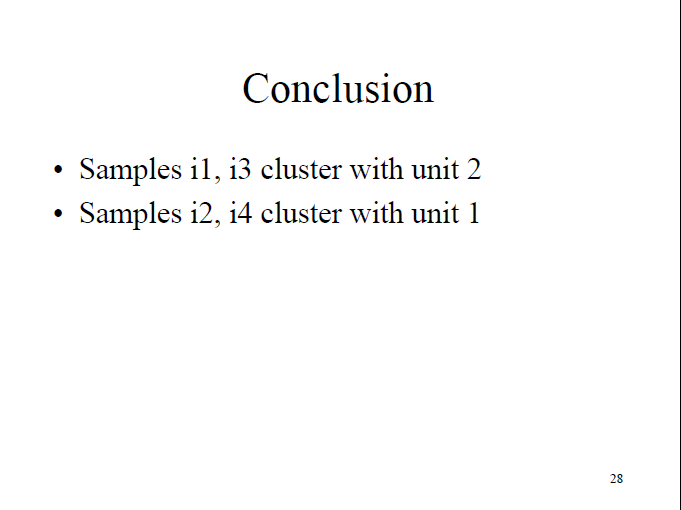 Conclusion
• Samples i1, i3 cluster with unit 2
• Samples i2, i4 cluster with unit 1
28